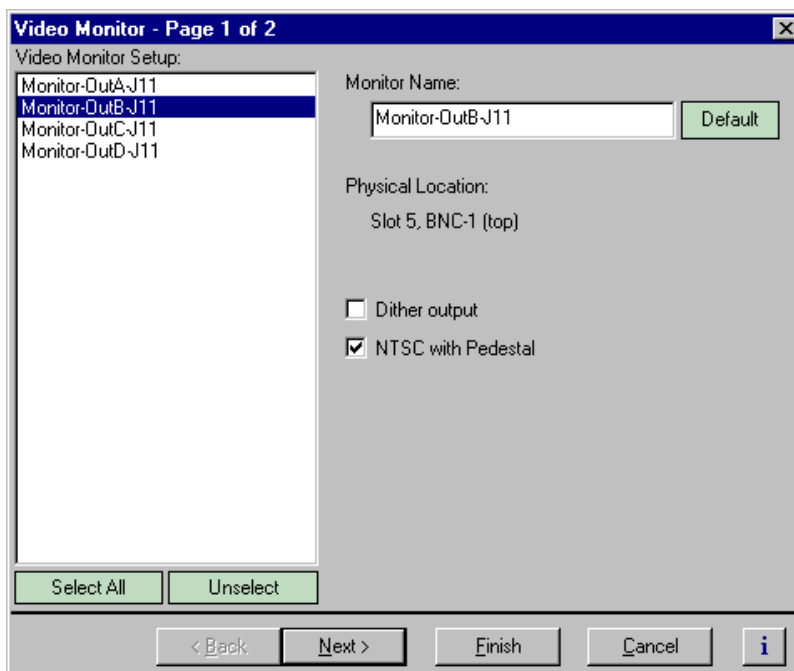 Video Monitor - Page 1 of 2
Video Monitor Setup:
Monitor-OutA-J11
Monitor-OutB-J11
Monitor-OutC-J11
Monitor-OutD-J11
Monitor Name:
Monitor-OutB-J11
Default
Physical Location:
Slot 5, BNC-1 (top)
Dither output
NTSC with Pedestal
Select All
Unselect
< Back
Next >
Finish
Cancel
i